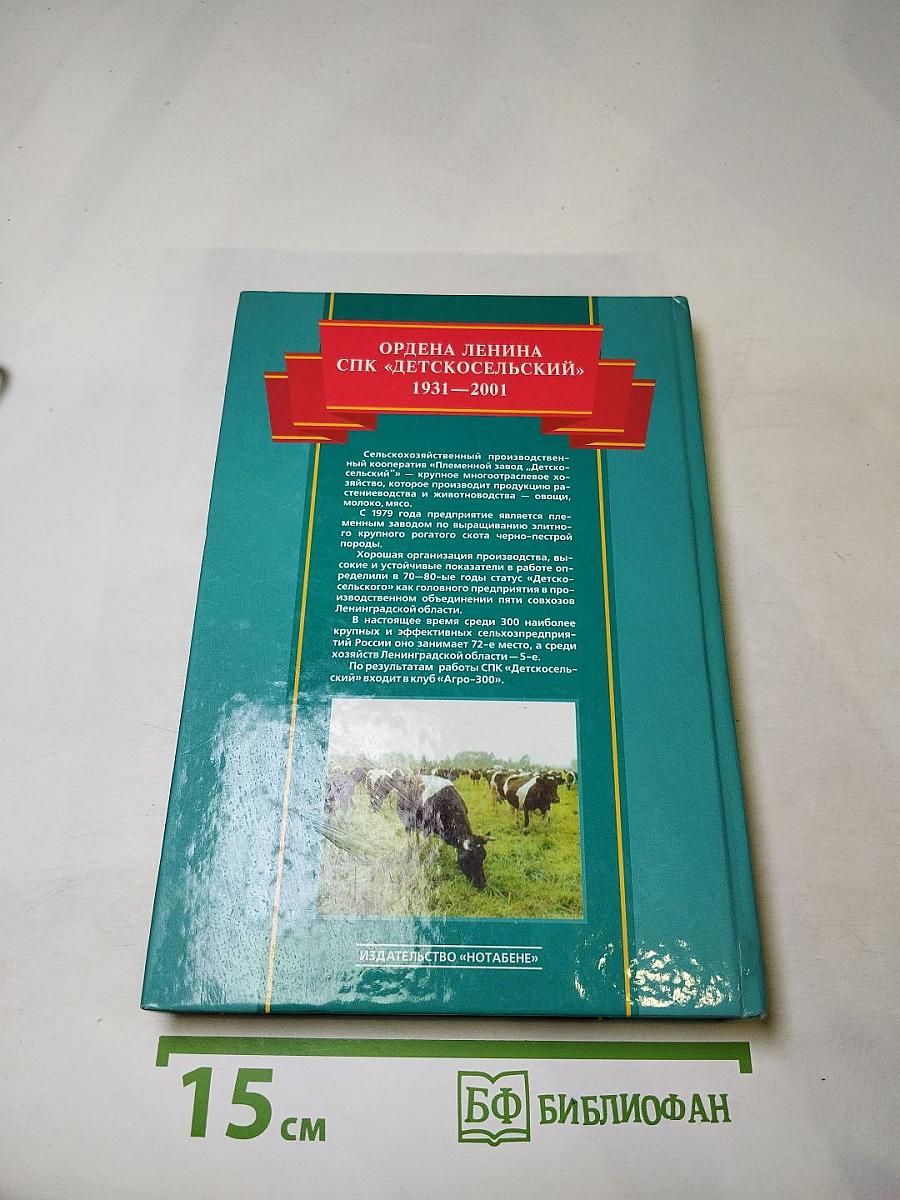 ОРДЕНА ЛЕНИНА
СПК «ДЕТСКОСЕЛЬСКИЙ»
1931—2001
Сельскохозяйственный производствен-
ный кооператив «Племенной завод „Детско-
сельский“» — крупное многоотраслевое хо-
зяйство, которое производит продукцию ра-
стениеводства и животноводства — овощи,
молоко, мясо.
С 1979 года предприятие является пле-
менным заводом по выращиванию элитно-
го крупного рогатого скота черно-пестрой
породы.
Хорошая организация производства, вы-
сокие и устойчивые показатели в работе оп-
ределили в 70—80-ые годы статус «Детско-
сельского» как головного предприятия в про-
изводственном объединении пяти совхозов
Ленинградской области.
В настоящее время среди 300 наиболее
крупных и эффективных сельхозпредприя-
тий России оно занимает 72-е место, а среди
хозяйств Ленинградской области — 5-е.
По результатам работы СПК «Детскосель-
ский» входит в клуб «Агро-300».
ИЗДАТЕЛЬСТВО «НОТАБЕНЕ»
15 см
БФ БИБЛИОФАН